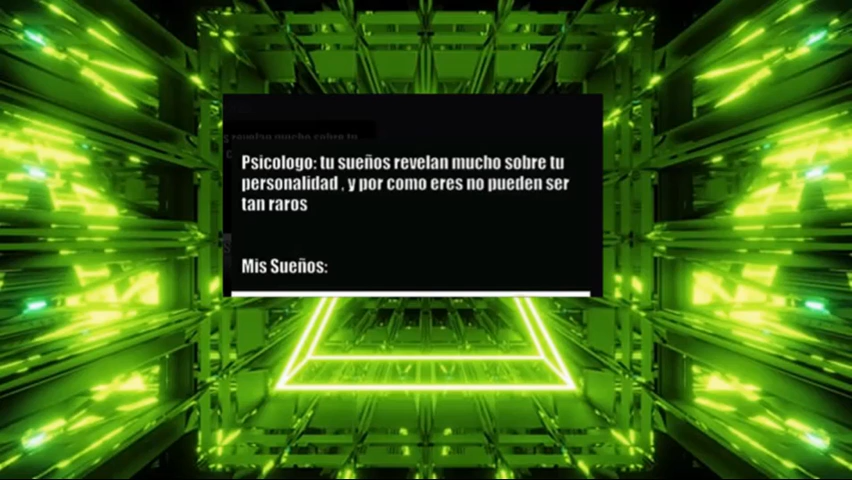 Psicologo: tu sueños revelan mucho sobre tu
personalidad , y por como eres no pueden ser
tan raros
Mis Sueños: